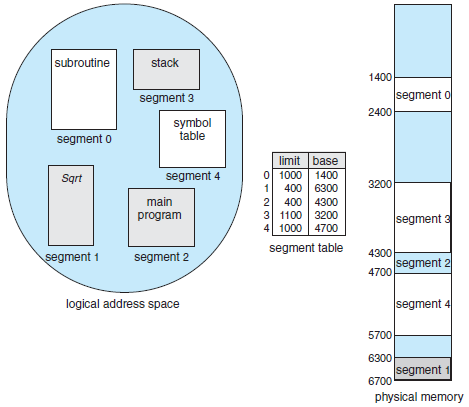 subroutine
segment 0
stack
segment 3
symbol
table
segment 4
Sqrt
segment 1
main
program
segment 2
logical address space
limit base
0 1000 1400
1 400 6300
2 400 4300
3 1100 3200
4 1000 4700
segment table
1400
segment 0
2400
3200
segment 3
4300
segment 2
4700
segment 4
5700
6300
segment 1
6700
physical memory